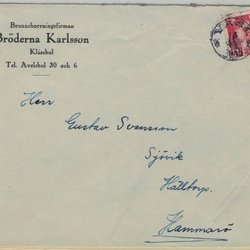 Brunnsborrningsfirman
Bröderna Karlsson
Klässbol
Tel. Avelsbol 30 och 6
Herr
Gustav Svensson
Sjövik
Hälltorp
Hammarö